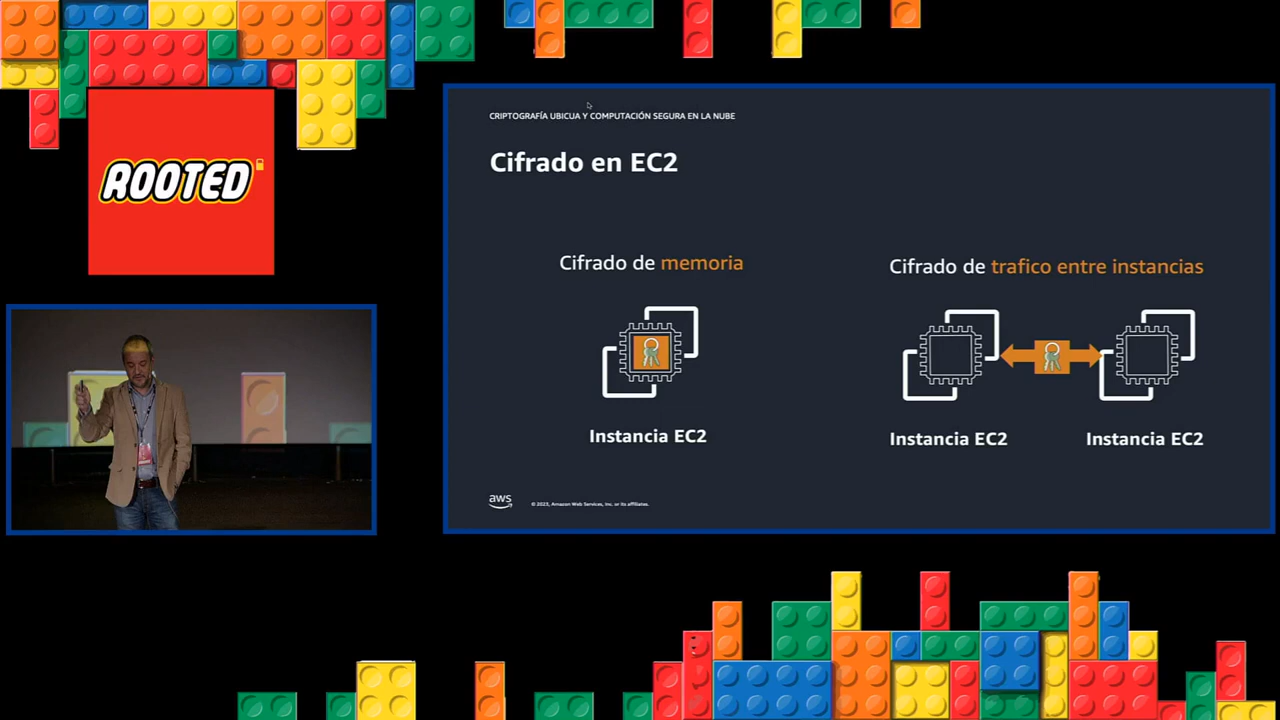 ROOTED
CRIPTOGRAFÍA UBICUA Y COMPUTACIÓN SEGURA EN LA NUBE
Cifrado en EC2
Cifrado de memoria
Cifrado de trafico entre instancias
Instancia EC2
Instancia EC2
Instancia EC2
aws
© 2023, Amazon Web Services, Inc. or its affiliates.